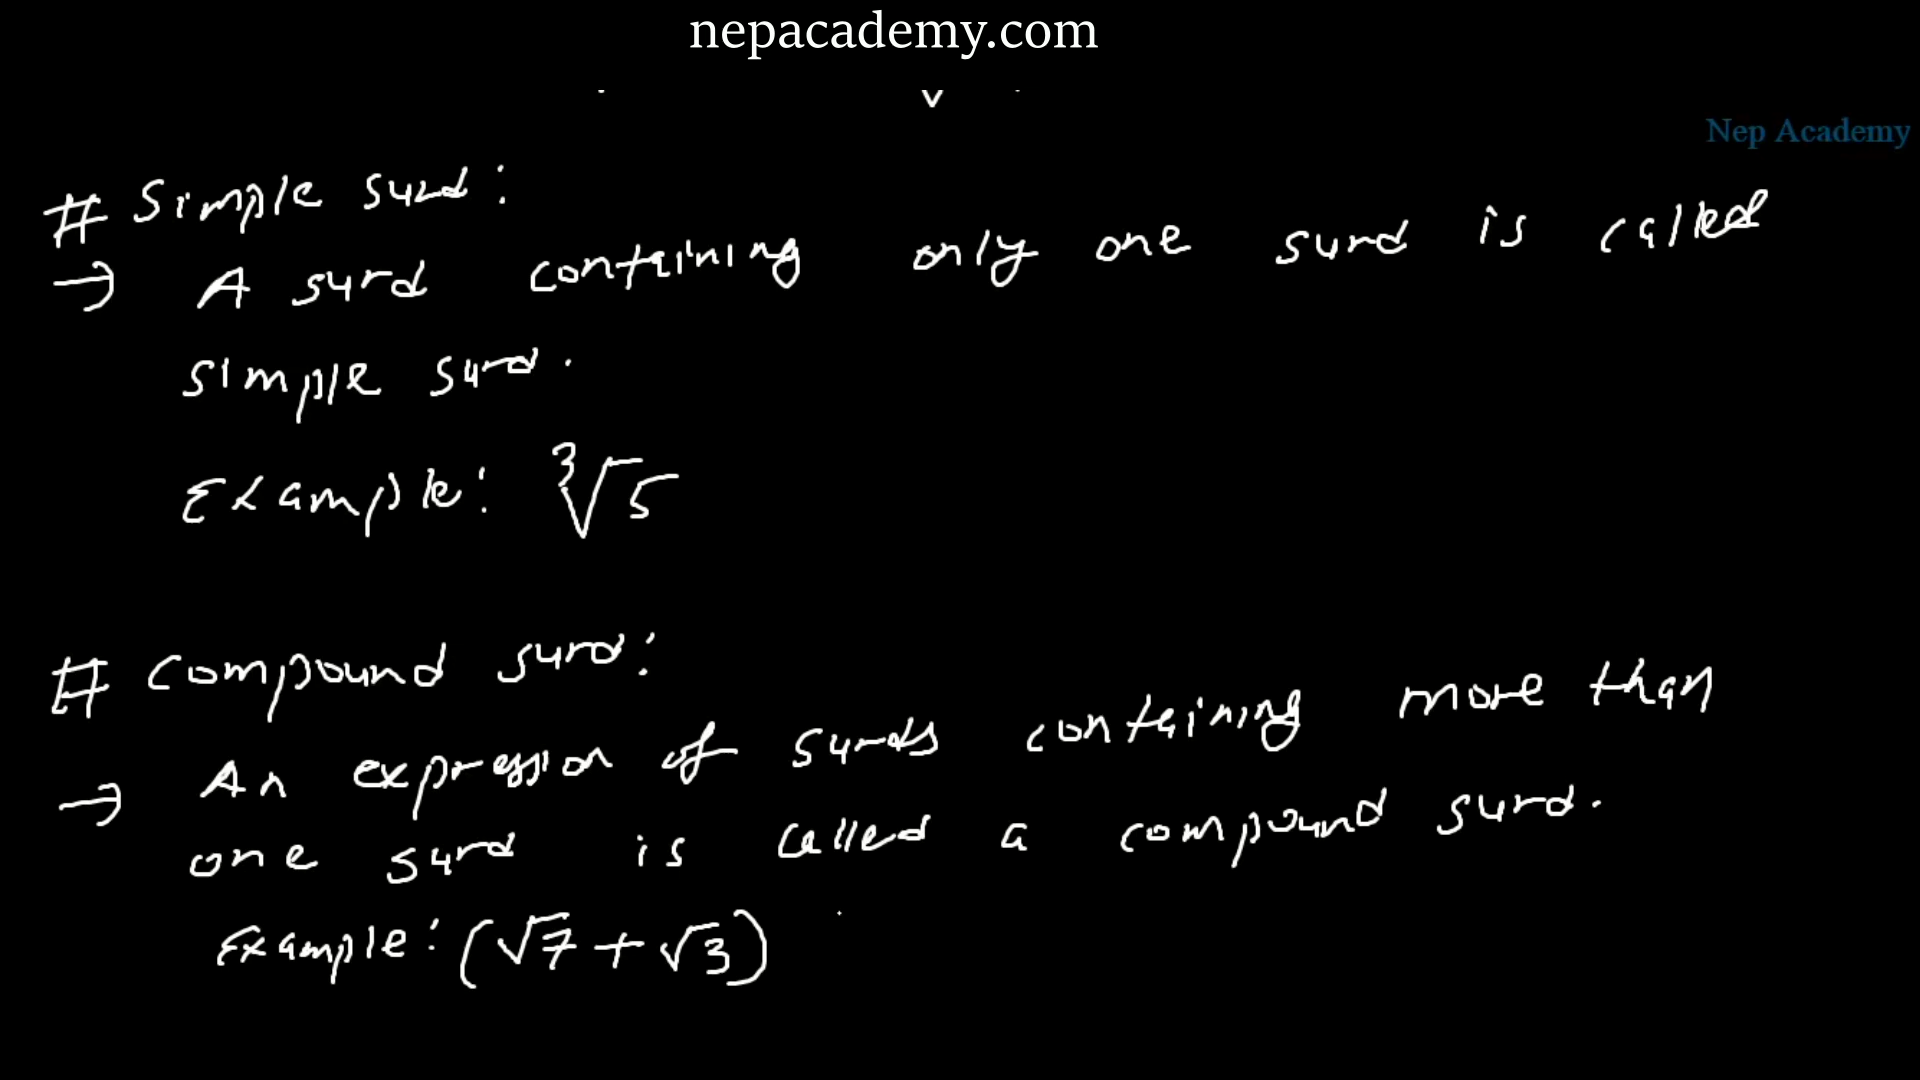 nepacademy.com
Nep Academy
# Simple surd:
→ A surd containing only one surd is called
simple surd.
Example: ∛5
# Compound surd:
→ An expression of surds containing more than
one surd is called a compound surd.
Example: (√7 + √3)